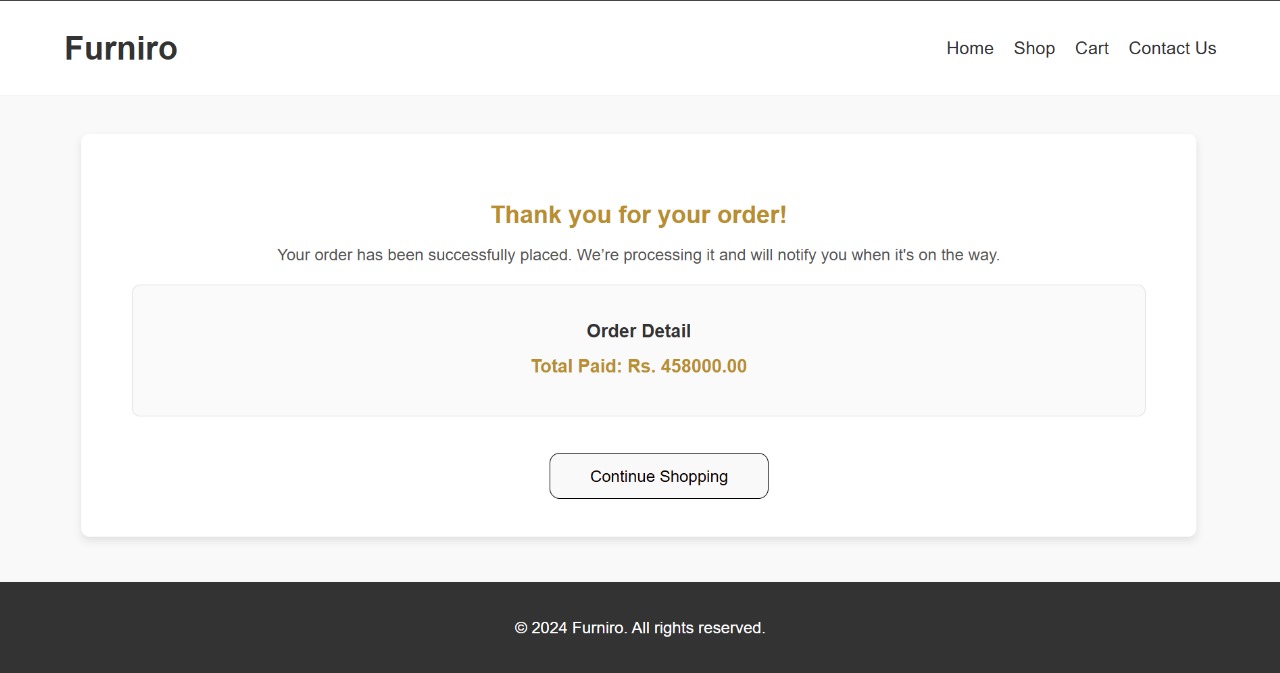 Furniro
Home Shop Cart Contact Us
Thank you for your order!
Your order has been successfully placed. We're processing it and will notify you when it's on the way.
Order Detail
Total Paid: Rs. 458000.00
Continue Shopping
© 2024 Furniro. All rights reserved.